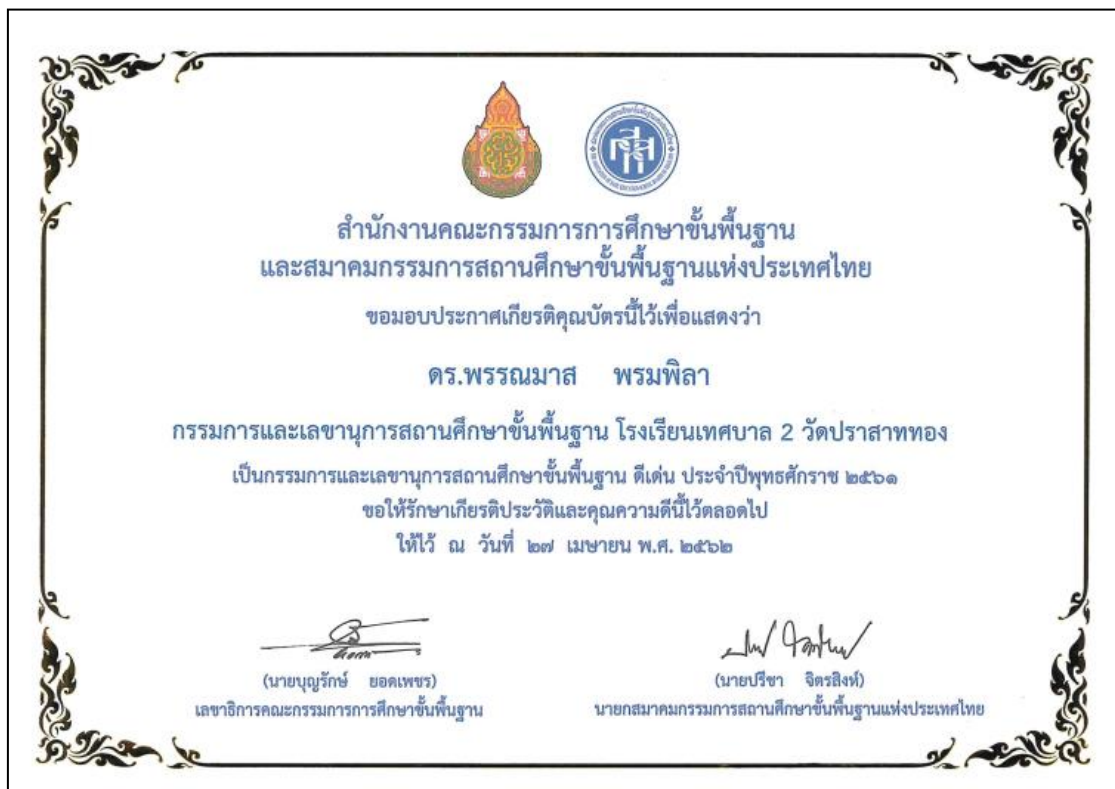 สำนักงานคณะกรรมการการศึกษาขั้นพื้นฐาน
และสมาคมกรรมการสถานศึกษาขั้นพื้นฐานแห่งประเทศไทย
ขอมอบประกาศเกียรติคุณบัตรนี้ไว้เพื่อแสดงว่า
ดร.พรรณมาส พรมพิลา
กรรมการและเลขานุการสถานศึกษาขั้นพื้นฐาน โรงเรียนเทศบาล 2 วัดปราสาททอง
เป็นกรรมการและเลขานุการสถานศึกษาขั้นพื้นฐาน ดีเด่น ประจำปีพุทธศักราช ๒๕๖๑
ขอให้รักษาเกียรติประวัติและคุณความดีนี้ไว้ตลอดไป
ให้ไว้ ณ วันที่ ๒๗ เมษายน พ.ศ. ๒๕๖๒
(นายบุญรักษ์ ยอดเพชร)
เลขาธิการคณะกรรมการการศึกษาขั้นพื้นฐาน
(นายปรีชา จิตรสิงห์)
นายกสมาคมกรรมการสถานศึกษาขั้นพื้นฐานแห่งประเทศไทย